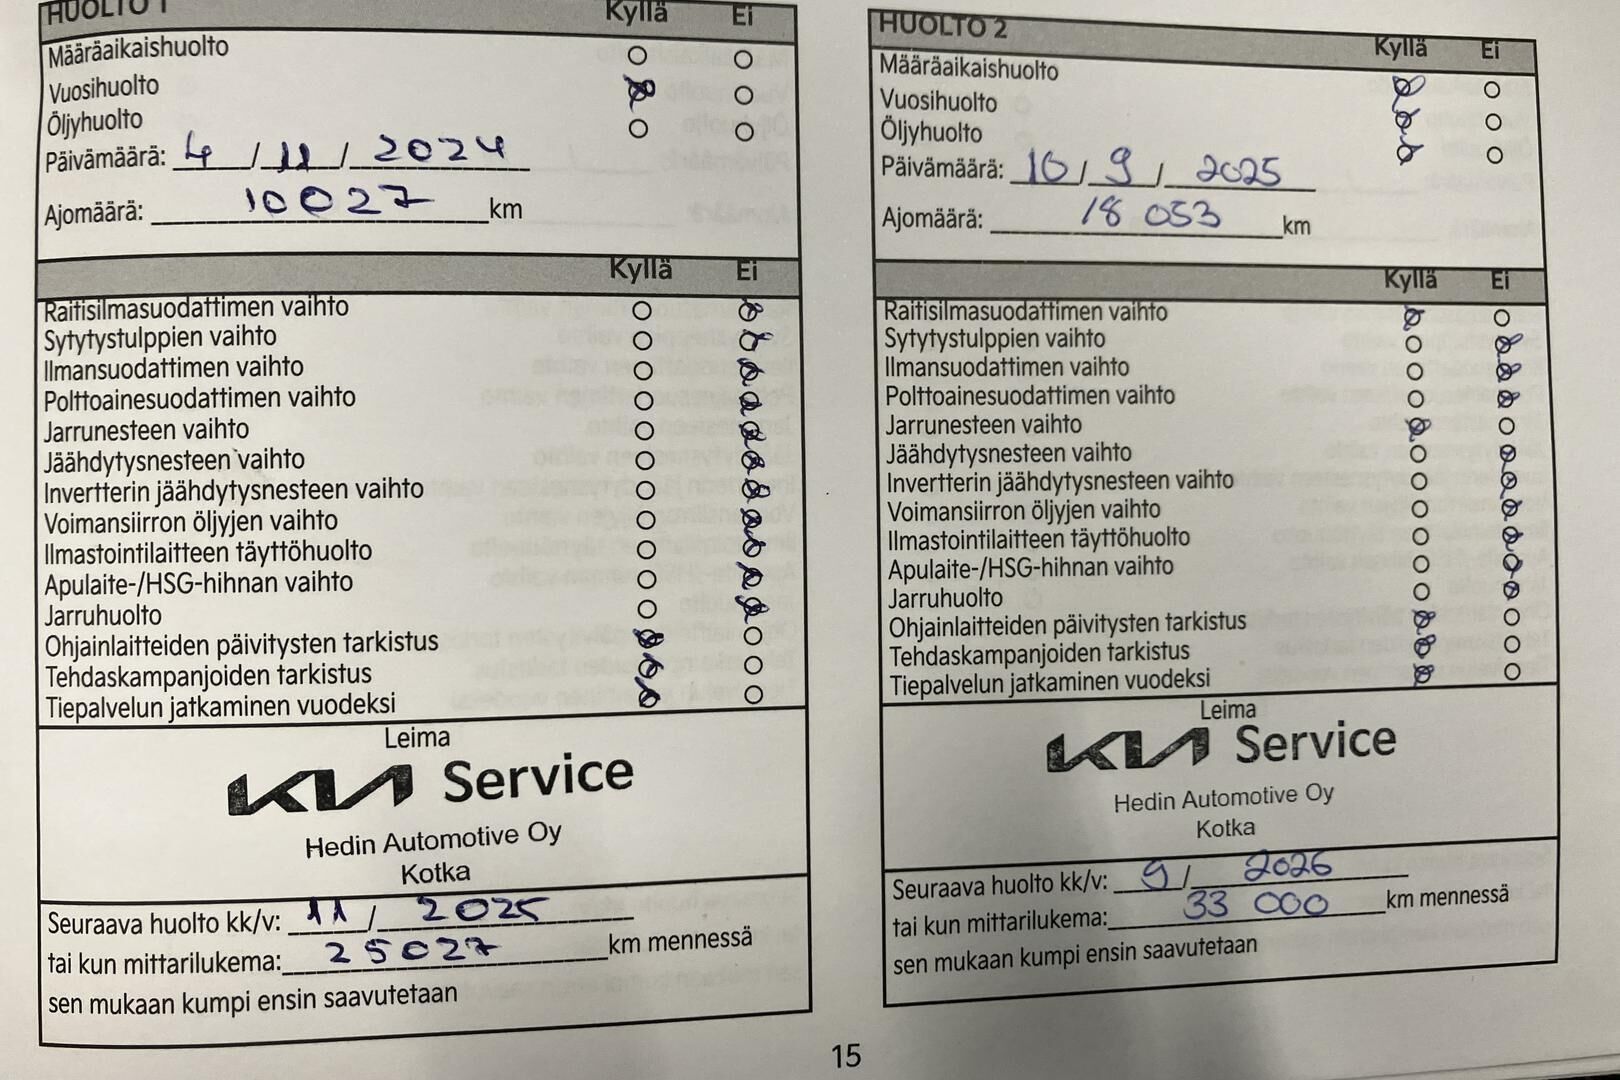 HUOLTO 1 Kyllä Ei
Määräaikaishuolto
Vuosihuolto
Öljyhuolto
Päivämäärä: 4 / 11 / 2024
Ajomäärä: 10027 km
Kyllä Ei
Raitisilmasuodattimen vaihto
Sytytystulppien vaihto
Ilmansuodattimen vaihto
Polttoainesuodattimen vaihto
Jarrunesteen vaihto
Jäähdytysnesteen vaihto
Invertterin jäähdytysnesteen vaihto
Voimansiirron öljyjen vaihto
Ilmastointilaitteen täyttöhuolto
Apulaite-/HSG-hihnan vaihto
Jarruhuolto
Ohjainlaitteiden päivitysten tarkistus
Tehdaskampanjoiden tarkistus
Tiepalvelun jatkaminen vuodeksi
Leima
KIA Service
Hedin Automotive Oy
Kotka
Seuraava huolto kk/v: 11 / 2025
tai kun mittarilukema: 25027 km mennessä
sen mukaan kumpi ensin saavutetaan
HUOLTO 2 Kyllä Ei
Määräaikaishuolto
Vuosihuolto
Öljyhuolto
Päivämäärä: 10 / 9 / 2025
Ajomäärä: 18 053 km
Kyllä Ei
Raitisilmasuodattimen vaihto
Sytytystulppien vaihto
Ilmansuodattimen vaihto
Polttoainesuodattimen vaihto
Jarrunesteen vaihto
Jäähdytysnesteen vaihto
Invertterin jäähdytysnesteen vaihto
Voimansiirron öljyjen vaihto
Ilmastointilaitteen täyttöhuolto
Apulaite-/HSG-hihnan vaihto
Jarruhuolto
Ohjainlaitteiden päivitysten tarkistus
Tehdaskampanjoiden tarkistus
Tiepalvelun jatkaminen vuodeksi
Leima
KIA Service
Hedin Automotive Oy
Kotka
Seuraava huolto kk/v: 9 / 2026
tai kun mittarilukema: 33 000 km mennessä
sen mukaan kumpi ensin saavutetaan
15